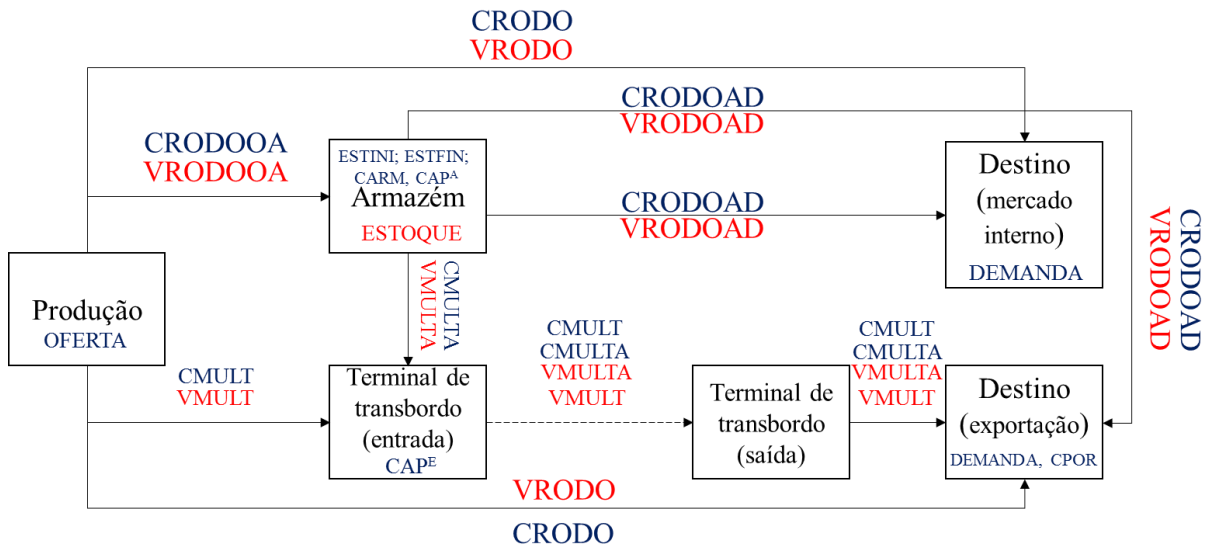 CRODO
VRODO
CRODOAD
VRODOAD
CRODOOA
VRODOOA
ESTINI; ESTFIN;
CARM, CAPᴬ
Armazém
ESTOQUE
CRODOAD
VRODOAD
Destino
(mercado
interno)
DEMANDA
CRODOAD
VRODOAD
Produção
OFERTA
CMULTA
VMULTA
CMULT
VMULT
Terminal de
transbordo
(entrada)
CAPᴱ
CMULT
CMULTA
VMULTA
VMULT
Terminal de
transbordo
(saída)
CMULT
CMULTA
VMULTA
VMULT
Destino
(exportação)
DEMANDA, CPOR
VRODO
CRODO